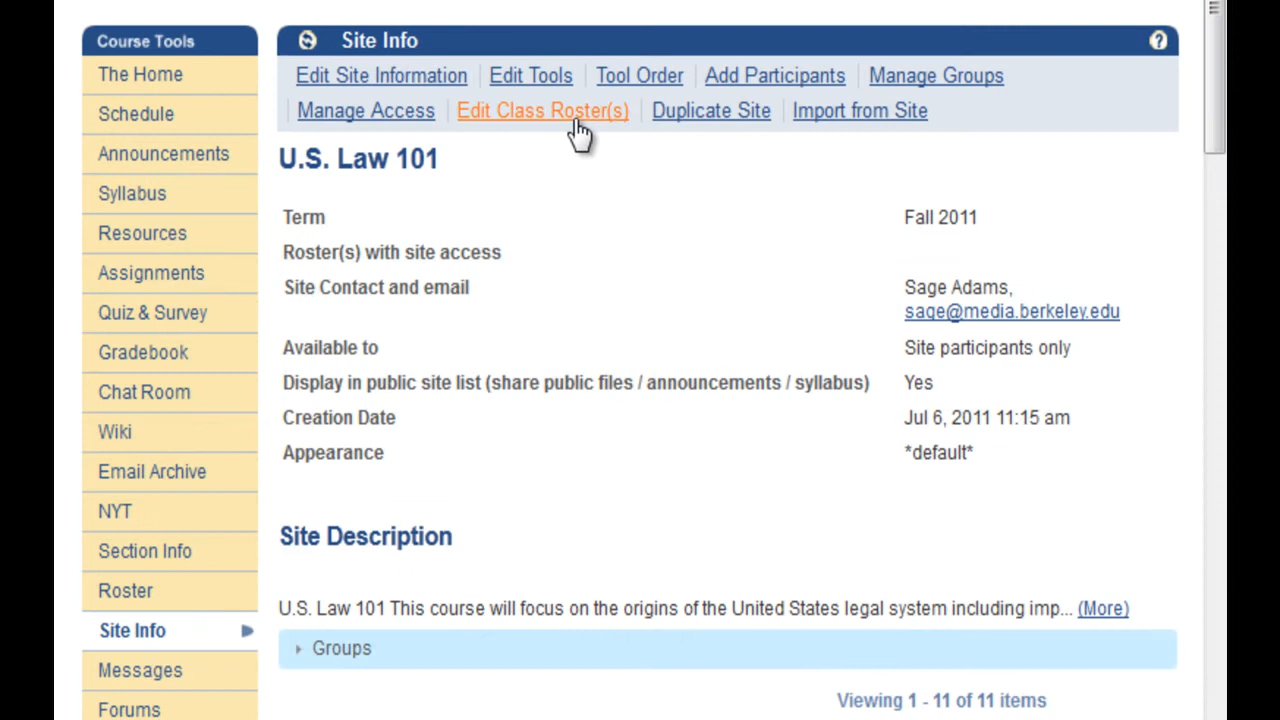 Course Tools
The Home
Schedule
Announcements
Syllabus
Resources
Assignments
Quiz & Survey
Gradebook
Chat Room
Wiki
Email Archive
NYT
Section Info
Roster
Site Info
Messages
Forums
Site Info
Edit Site Information Edit Tools Tool Order Add Participants Manage Groups
Manage Access Edit Class Roster(s) Duplicate Site Import from Site
U.S. Law 101
Term Fall 2011
Roster(s) with site access
Site Contact and email Sage Adams,
sage@media.berkeley.edu
Available to Site participants only
Display in public site list (share public files / announcements / syllabus) Yes
Creation Date Jul 6, 2011 11:15 am
Appearance *default*
Site Description
U.S. Law 101 This course will focus on the origins of the United States legal system including imp... (More)
Groups
Viewing 1 - 11 of 11 items